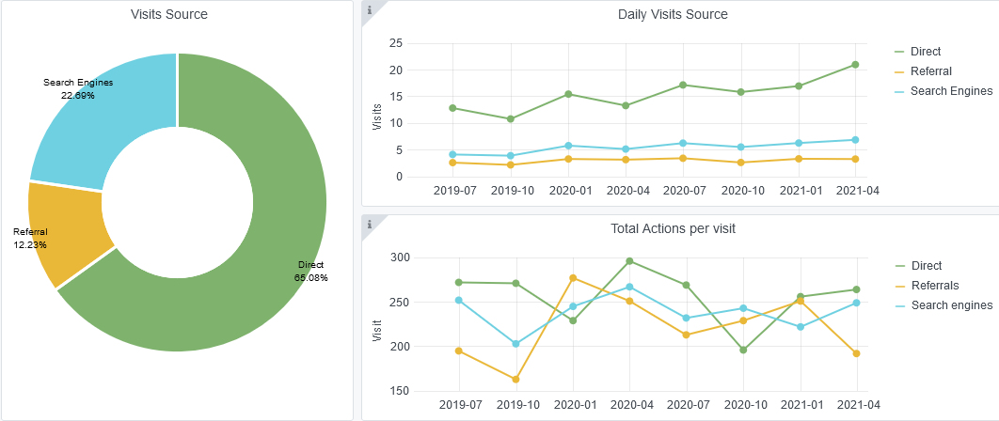 Visits Source
Search Engines
22.69%
Referral
12.23%
Direct
65.08%
i
Daily Visits Source
Visits
25
20
15
10
5
0
2019-07 2019-10 2020-01 2020-04 2020-07 2020-10 2021-01 2021-04
Direct
Referral
Search Engines
i
Total Actions per visit
Visit
300
250
200
150
2019-07 2019-10 2020-01 2020-04 2020-07 2020-10 2021-01 2021-04
Direct
Referrals
Search engines